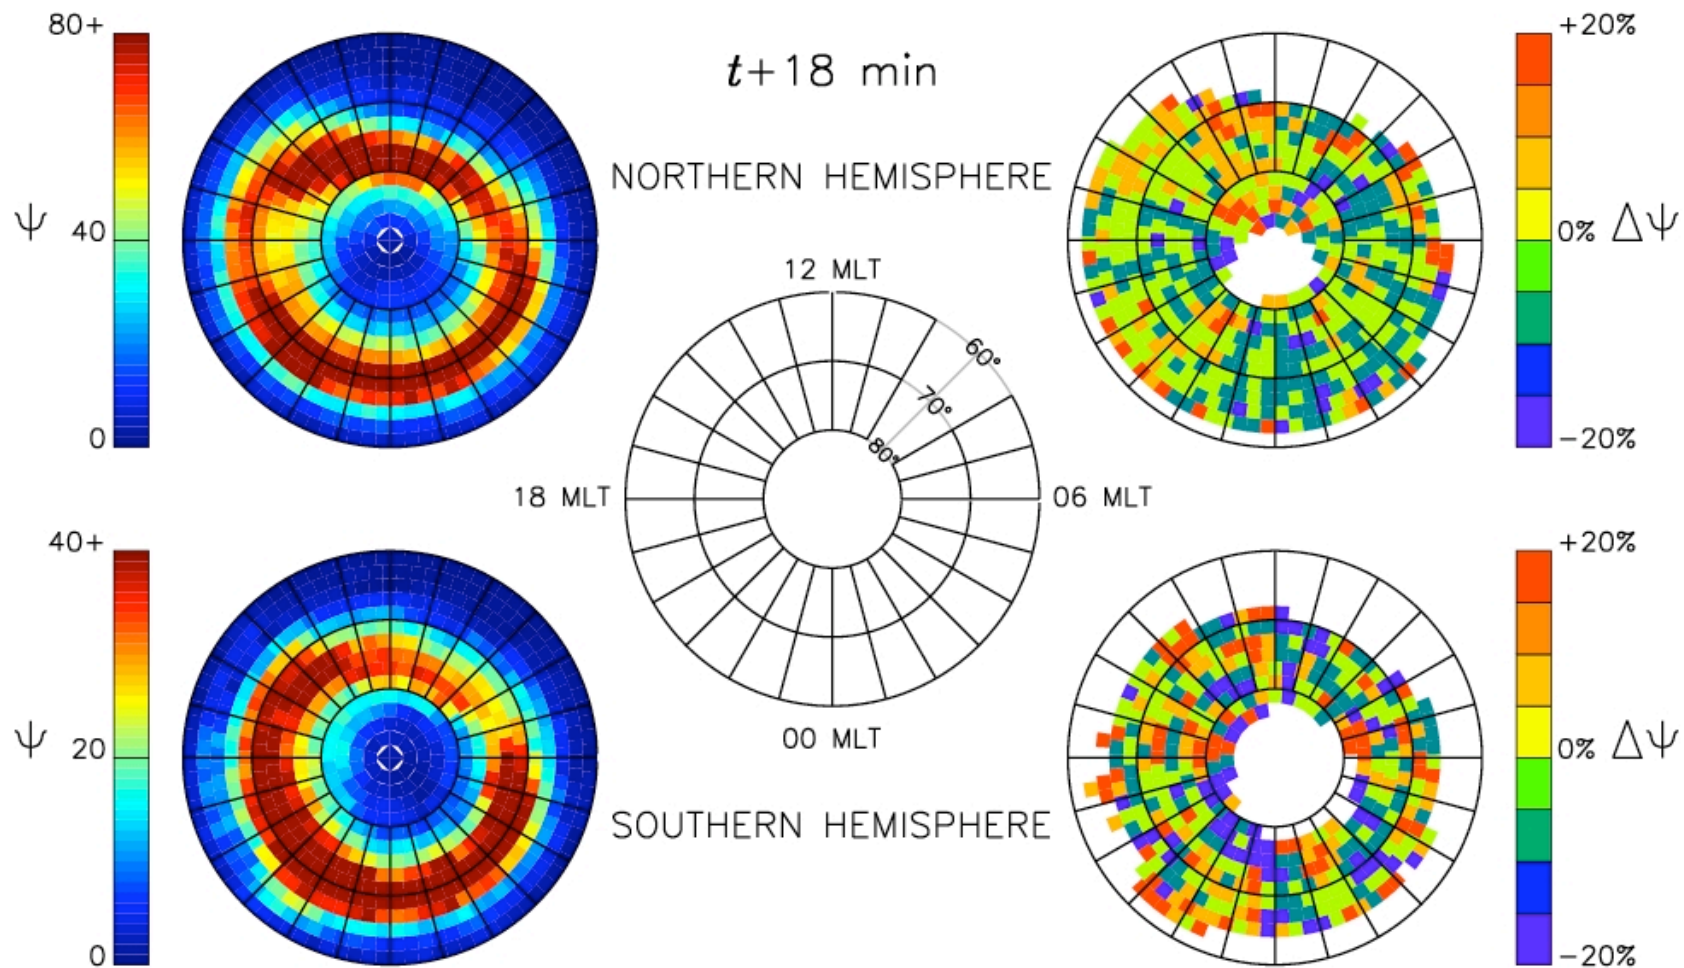 80+
+20%
t+18 min
NORTHERN HEMISPHERE
ψ
40
0% Δψ
12 MLT
0
-20%
60°
70°
80°
18 MLT
06 MLT
40+
+20%
00 MLT
ψ
20
0% Δψ
SOUTHERN HEMISPHERE
0
-20%